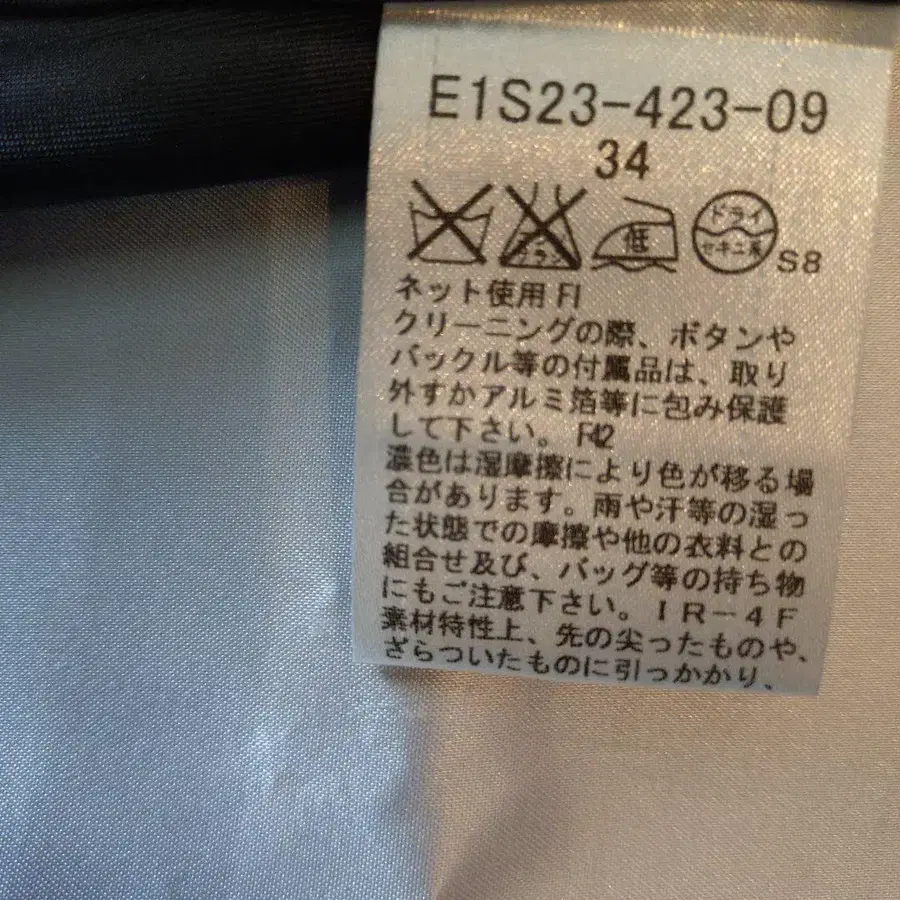 E1S23-423-09
34
低 ドライ
セキユ系 S8
ネット使用 FI
クリーニングの際、ボタンや
バックル等の付属品は、取り
外すかアルミ箔等に包み保護
して下さい。 F42
濃色は湿摩擦により色が移る場
合があります。雨や汗等の湿っ
た状態での摩擦や他の衣料との
組合せ及び、バッグ等の持ち物
にもご注意下さい。IR-4F
素材特性上、先の尖ったものや、
ざらついたものに引っかかり、